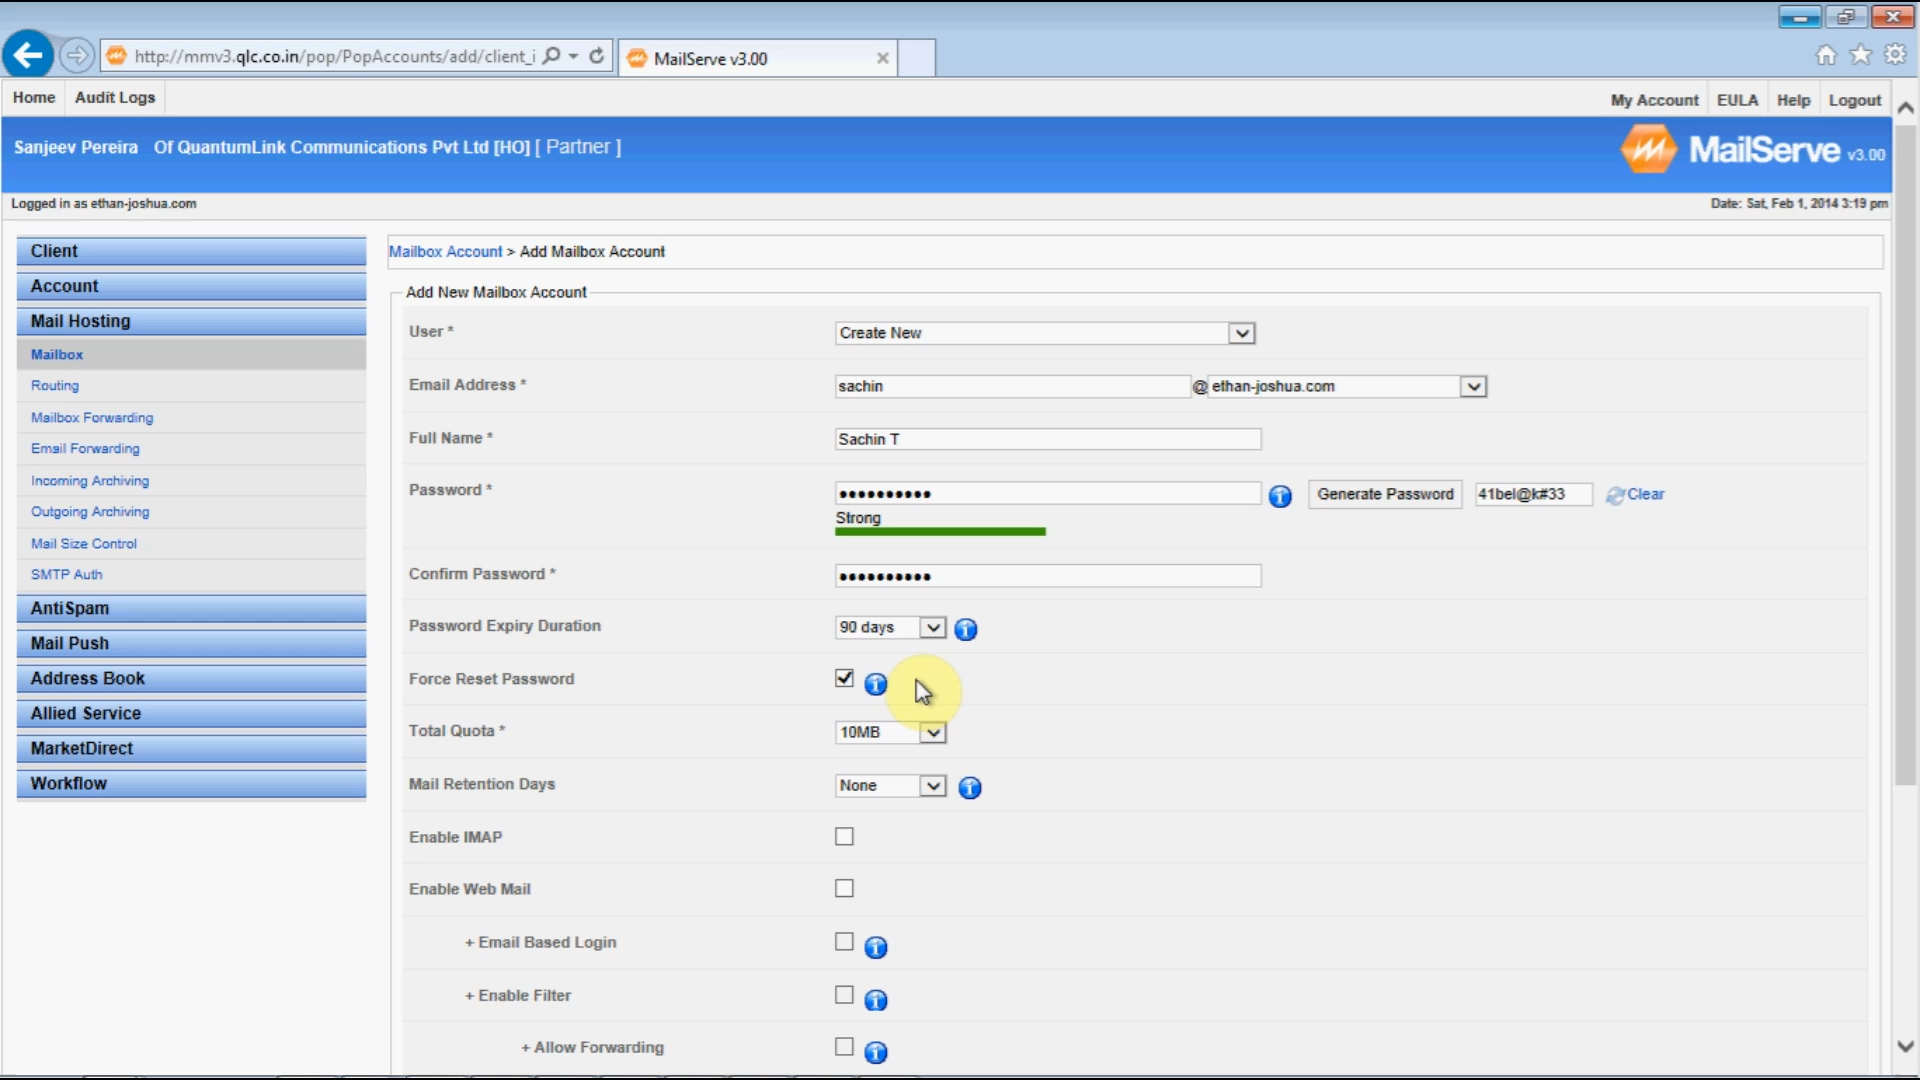 http://mmv3.qlc.co.in/pop/PopAccounts/add/client_i
MailServe v3.00
Home Audit Logs
My Account EULA Help Logout
Sanjeev Pereira Of QuantumLink Communications Pvt Ltd [HO] [ Partner ]
MailServe v3.00
Logged in as ethan-joshua.com
Date: Sat, Feb 1, 2014 3:19 pm
Client
Account
Mail Hosting
Mailbox
Routing
Mailbox Forwarding
Email Forwarding
Incoming Archiving
Outgoing Archiving
Mail Size Control
SMTP Auth
AntiSpam
Mail Push
Address Book
Allied Service
MarketDirect
Workflow
Mailbox Account > Add Mailbox Account
Add New Mailbox Account
User * Create New
Email Address * sachin @ ethan-joshua.com
Full Name * Sachin T
Password * •••••••••• Generate Password 41bel@k#33 Clear
Strong
Confirm Password * ••••••••••
Password Expiry Duration 90 days
Force Reset Password
Total Quota * 10MB
Mail Retention Days None
Enable IMAP
Enable Web Mail
+ Email Based Login
+ Enable Filter
+ Allow Forwarding